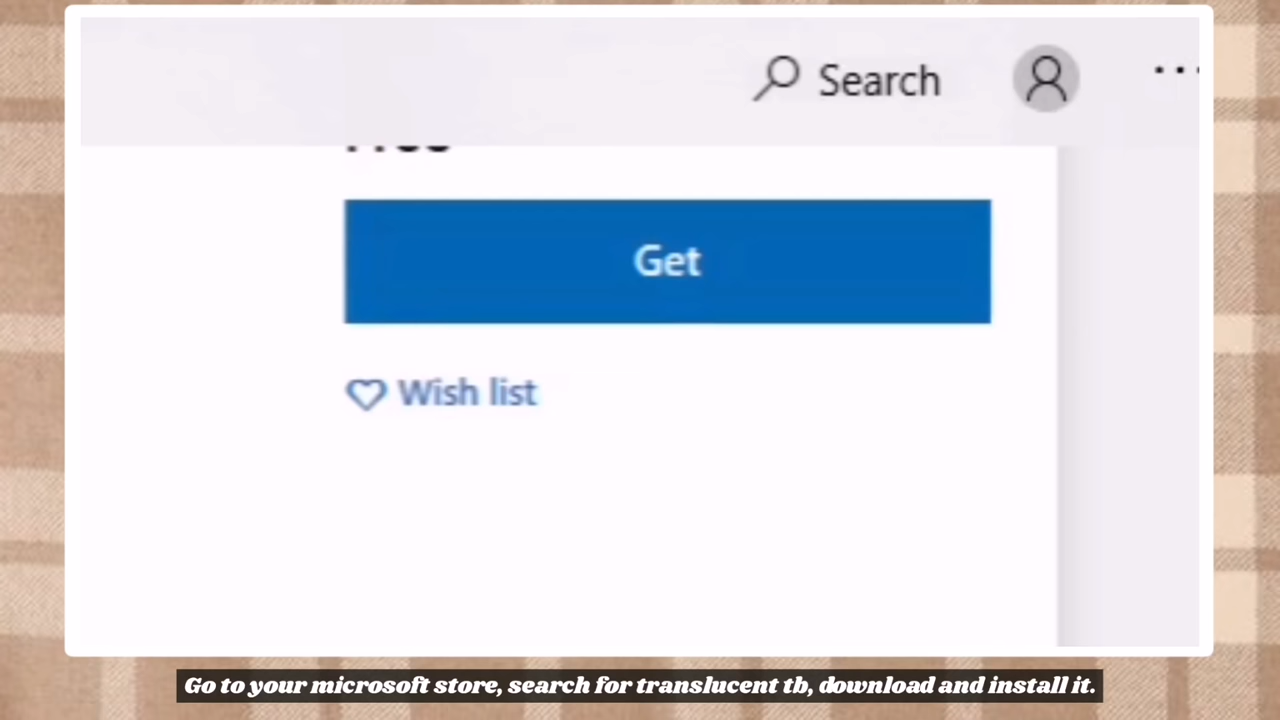 Search
Get
Wish list
Go to your microsoft store, search for translucent tb, download and install it.